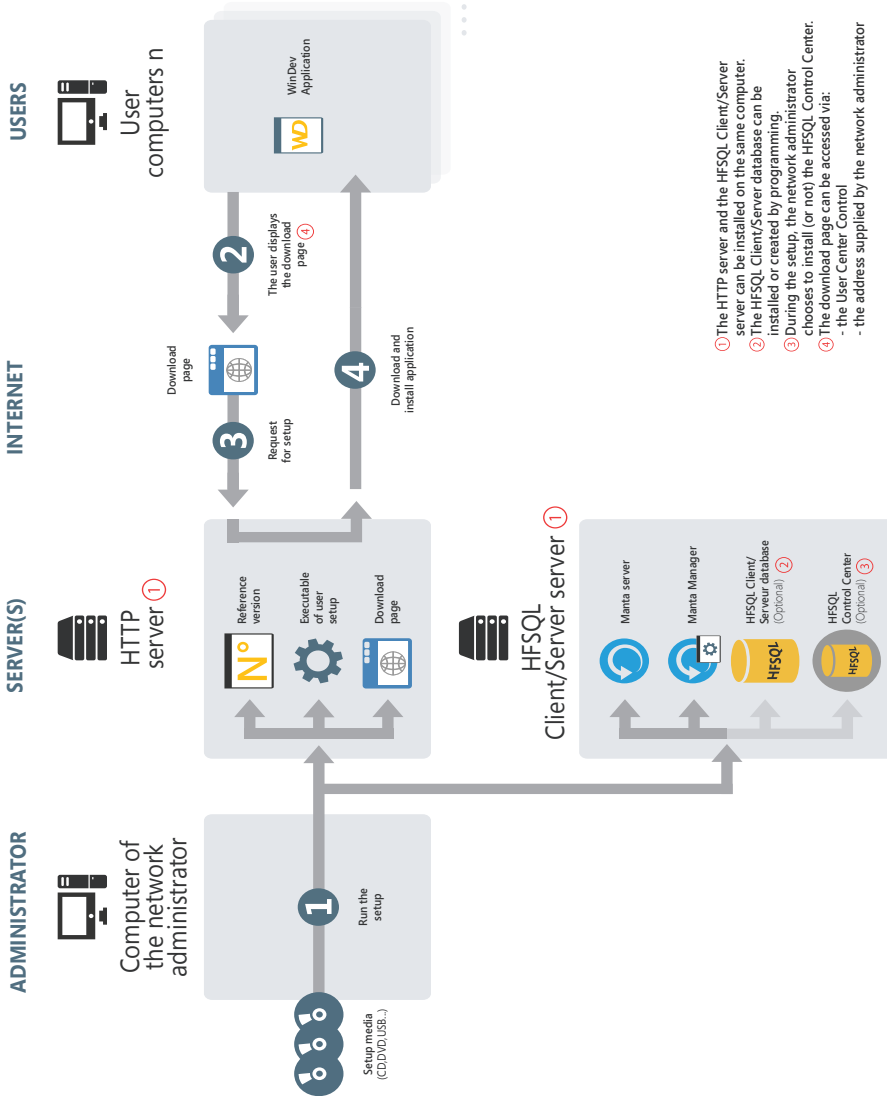 ADMINISTRATOR
SERVER(S)
INTERNET
USERS
Computer of
the network
administrator
HTTP
server 1
User
computers n
Setup media
(CD,DVD,USB...)
1
Run the
setup
N°
Reference
version
Executable
of user
setup
Download
page
3
Request
for setup
Download
page
2
The user displays
the download
page 4
4
Download and
install application
WD
WinDev
Application
HFSQL
Client/Server server 1
Manta server
Manta Manager
HFSQL
HFSQL Client/
Serveur database
(Optional) 2
HFSQL
HFSQL
Control Center
(Optional) 3
1 The HTTP server and the HFSQL Client/Server
server can be installed on the same computer.
2 The HFSQL Client/Server database can be
installed or created by programming.
3 During the setup, the network administrator
chooses to install (or not) the HFSQL Control Center.
4 The download page can be accessed via:
- the User Center Control
- the address supplied by the network administrator